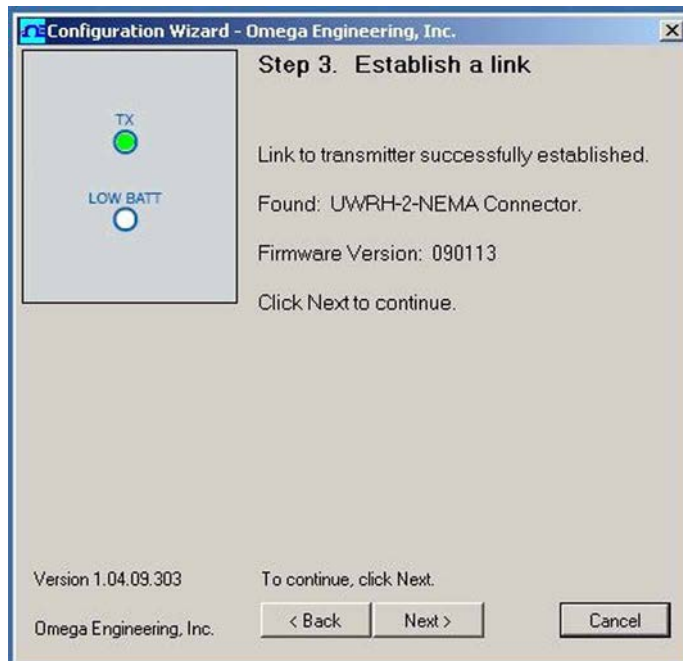 Configuration Wizard - Omega Engineering, Inc.
Step 3. Establish a link
TX
LOW BATT
Link to transmitter successfully established.
Found: UWRH-2-NEMA Connector.
Firmware Version: 090113
Click Next to continue.
Version 1.04.09.303
To continue, click Next.
Omega Engineering, Inc.
< Back
Next >
Cancel